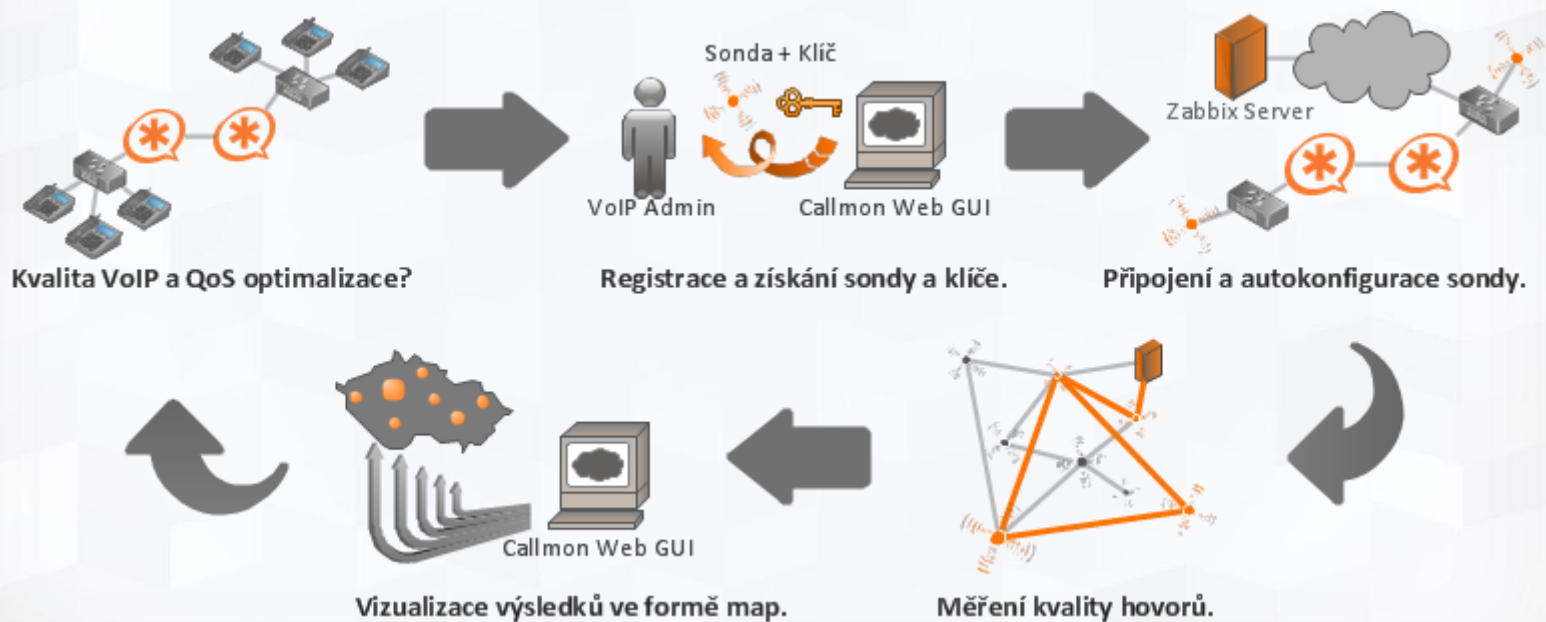 Sonda + Klíč
Zabbix Server
VoIP Admin
Callmon Web GUI
Kvalita VoIP a QoS optimalizace?
Registrace a získání sondy a klíče.
Připojení a autokonfigurace sondy.
Callmon Web GUI
Vizualizace výsledků ve formě map.
Měření kvality hovorů.